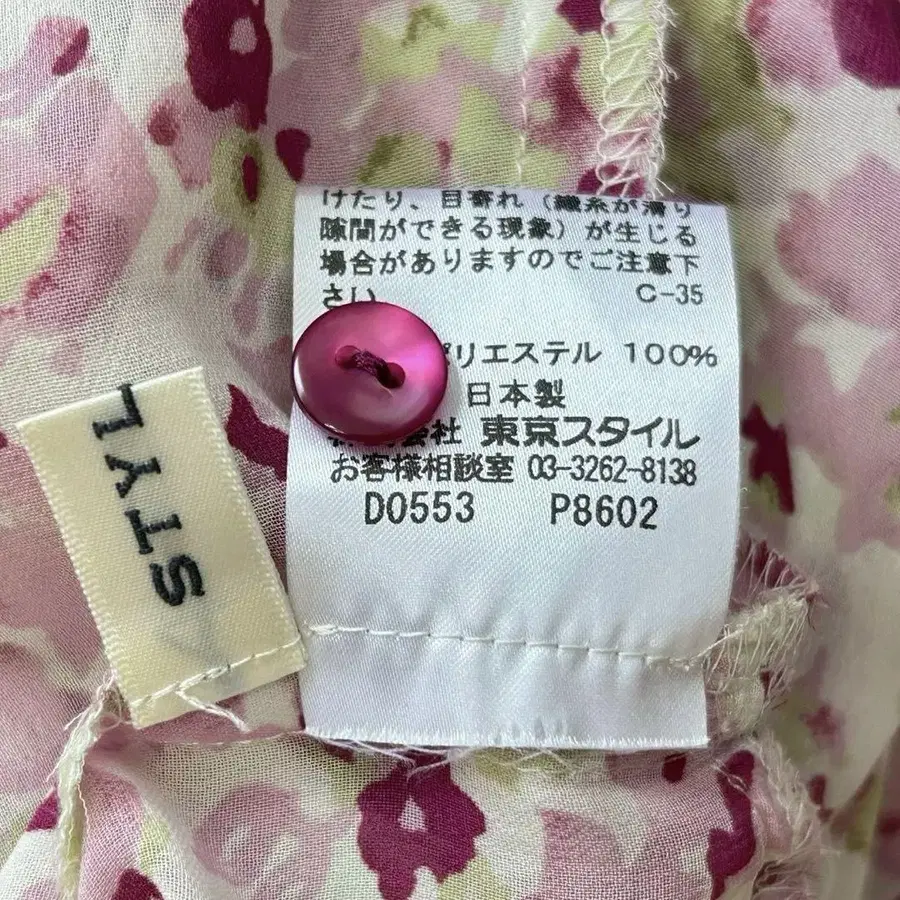 けたり、目寄れ（織糸が滑り
隙間ができる現象）が生じる
場合がありますのでご注意下
さい
C-35
ポリエステル 100%
日本製
東京スタイル
お客様相談室 03-3262-8138
D0553 P8602
STYL